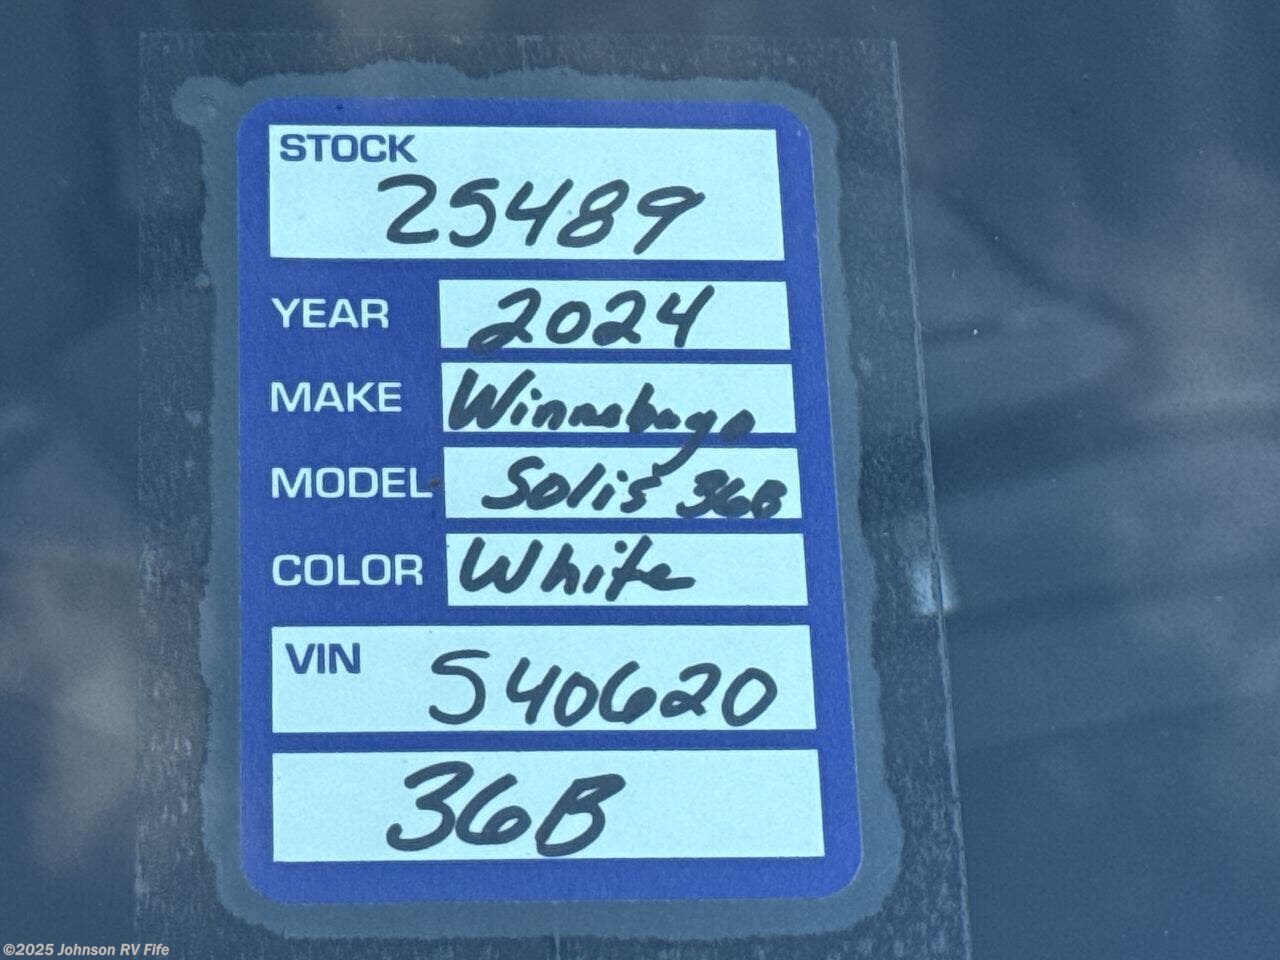 STOCK
25489
YEAR 2024
MAKE Winnebago
MODEL Solis 36B
COLOR White
VIN S40620
36B
©2025 Johnson RV Fife